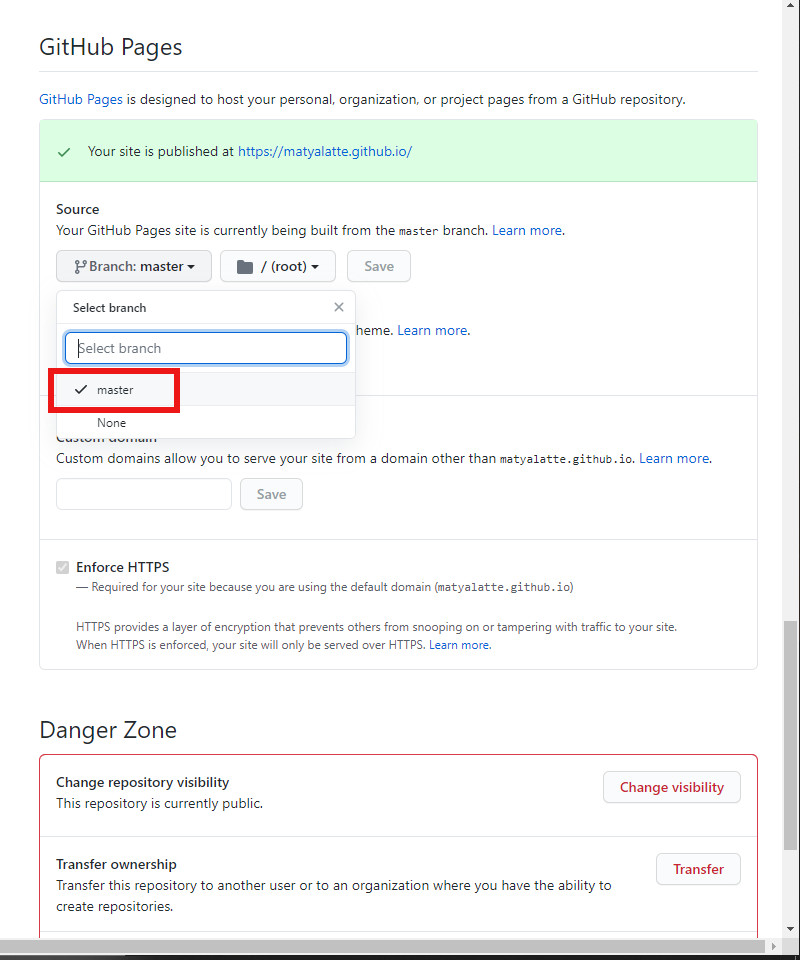 GitHub Pages
GitHub Pages is designed to host your personal, organization, or project pages from a GitHub repository.
Your site is published at https://matyalatte.github.io/
Source
Your GitHub Pages site is currently being built from the master branch. Learn more.
Branch: master
/ (root)
Save
Select branch
heme. Learn more.
Select branch
master
None
Custom domain
Custom domains allow you to serve your site from a domain other than matyalatte.github.io. Learn more.
Save
Enforce HTTPS
— Required for your site because you are using the default domain (matyalatte.github.io)
HTTPS provides a layer of encryption that prevents others from snooping on or tampering with traffic to your site.
When HTTPS is enforced, your site will only be served over HTTPS. Learn more.
Danger Zone
Change repository visibility
This repository is currently public.
Change visibility
Transfer ownership
Transfer this repository to another user or to an organization where you have the ability to
create repositories.
Transfer